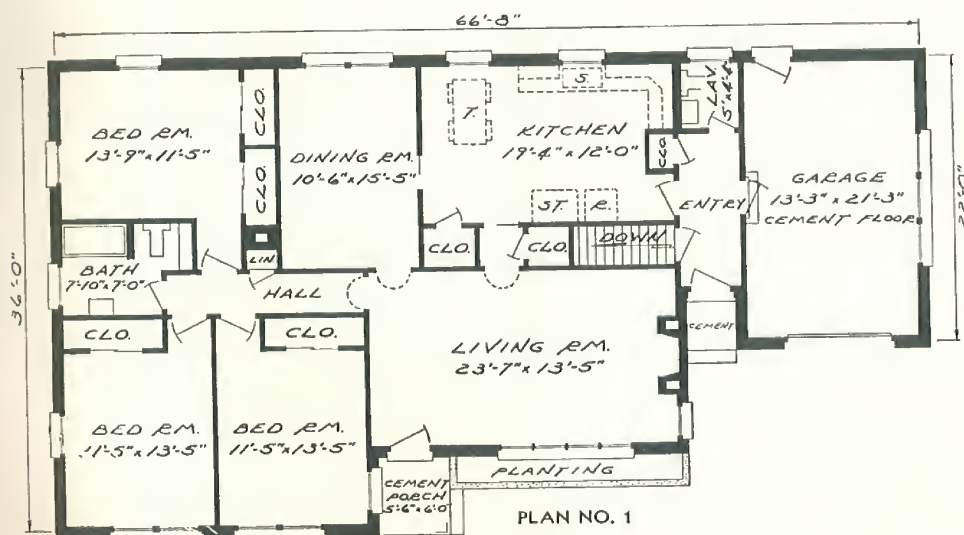 66'-8"
36'-0"
22'-0"
BED RM.
13'-9" x 11'-5"
CLO.
CLO.
DINING RM.
10'-6" x 15'-5"
T.
S.
KITCHEN
19'-4" x 12'-0"
ST.
R.
LAV.
5' x 4'-4"
CLO.
ENTRY
GARAGE
13'-3" x 21'-3"
CEMENT FLOOR
BATH
7'-10" x 7'-0"
LIN
CLO.
CLO.
DOWN
HALL
CEMENT
CLO.
CLO.
LIVING RM.
23'-7" x 13'-5"
BED RM.
11'-5" x 13'-5"
BED RM.
11'-5" x 13'-5"
CEMENT
PORCH
5'-6" x 6'-0"
PLANTING
PLAN NO. 1